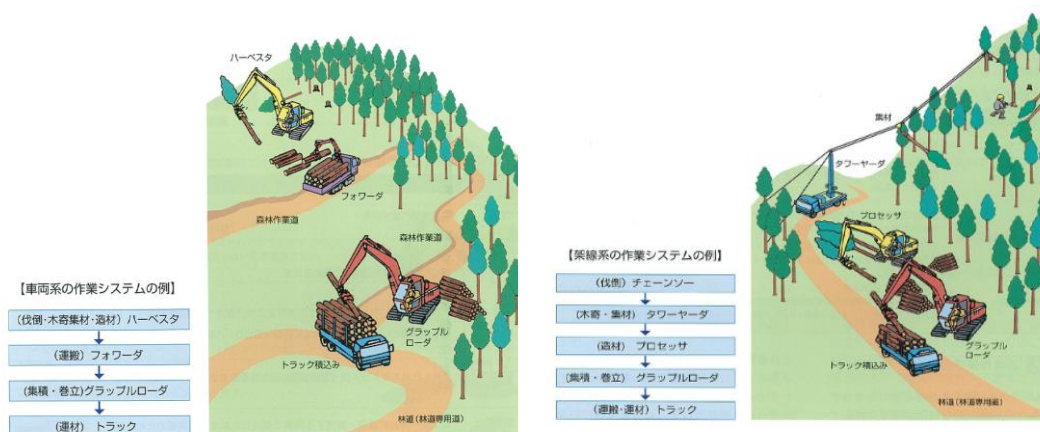 ハーベスタ
フォワーダ
森林作業道
森林作業道
【車両系の作業システムの例】
(伐倒・木寄集材・造材) ハーベスタ
(運搬) フォワーダ
(集積・巻立)グラップルローダ
(運材) トラック
グラップル
ローダ
トラック積込み
林道(林道専用道)
集材
タワーヤーダ
プロセッサ
【架線系の作業システムの例】
(伐倒) チェーンソー
(木寄・集材) タワーヤーダ
(造材) プロセッサ
(集積・巻立) グラップルローダ
(運搬・運材) トラック
グラップル
ローダ
トラック積込み
林道(林道専用道)